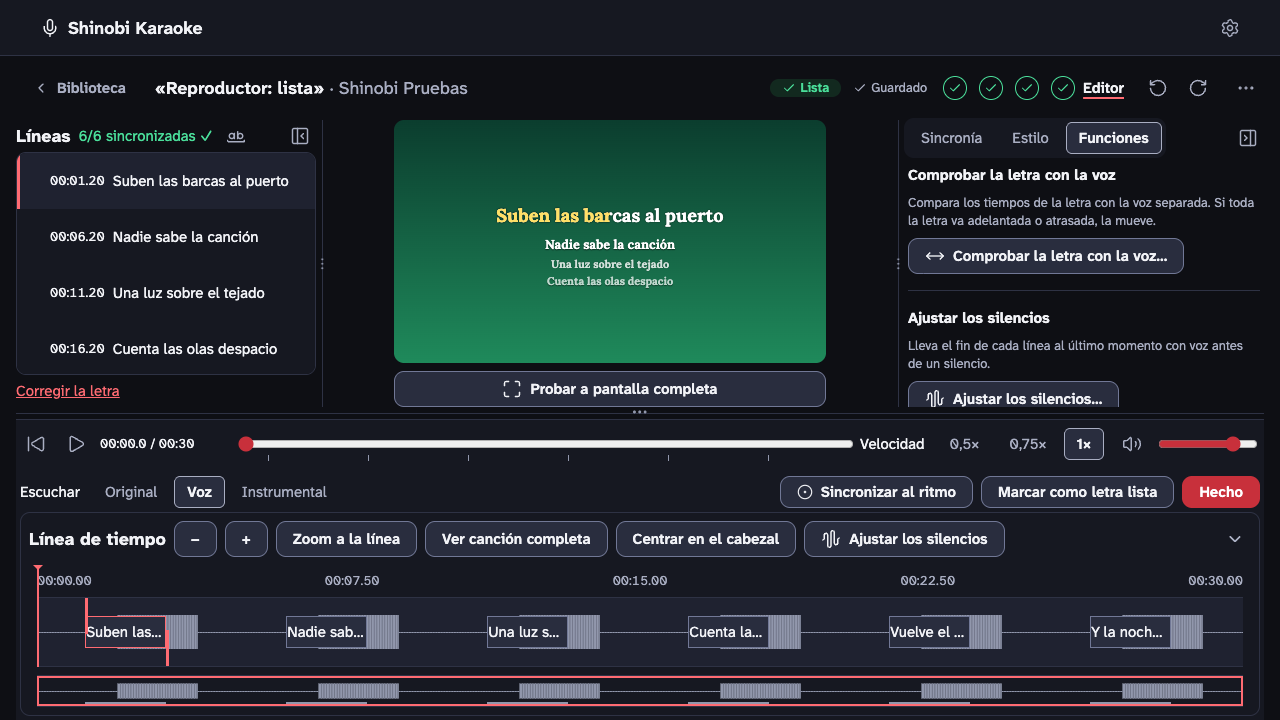 Shinobi Karaoke
Biblioteca «Reproductor: lista» · Shinobi Pruebas Lista Guardado Editor
Líneas 6/6 sincronizadas ab
00:01.20 Suben las barcas al puerto
00:06.20 Nadie sabe la canción
00:11.20 Una luz sobre el tejado
00:16.20 Cuenta las olas despacio
Corregir la letra
Suben las barcas al puerto
Nadie sabe la canción
Una luz sobre el tejado
Cuenta las olas despacio
Probar a pantalla completa
Sincronía Estilo Funciones
Comprobar la letra con la voz
Compara los tiempos de la letra con la voz separada. Si toda
la letra va adelantada o atrasada, la mueve.
Comprobar la letra con la voz...
Ajustar los silencios
Lleva el fin de cada línea al último momento con voz antes
de un silencio.
Ajustar los silencios...
00:00.0 / 00:30 Velocidad 0,5× 0,75× 1×
Escuchar Original Voz Instrumental Sincronizar al ritmo Marcar como letra lista Hecho
Línea de tiempo − + Zoom a la línea Ver canción completa Centrar en el cabezal Ajustar los silencios
00:00.00 00:07.50 00:15.00 00:22.50 00:30.00
Suben las... Nadie sab... Una luz s... Cuenta la... Vuelve el ... Y la noch...